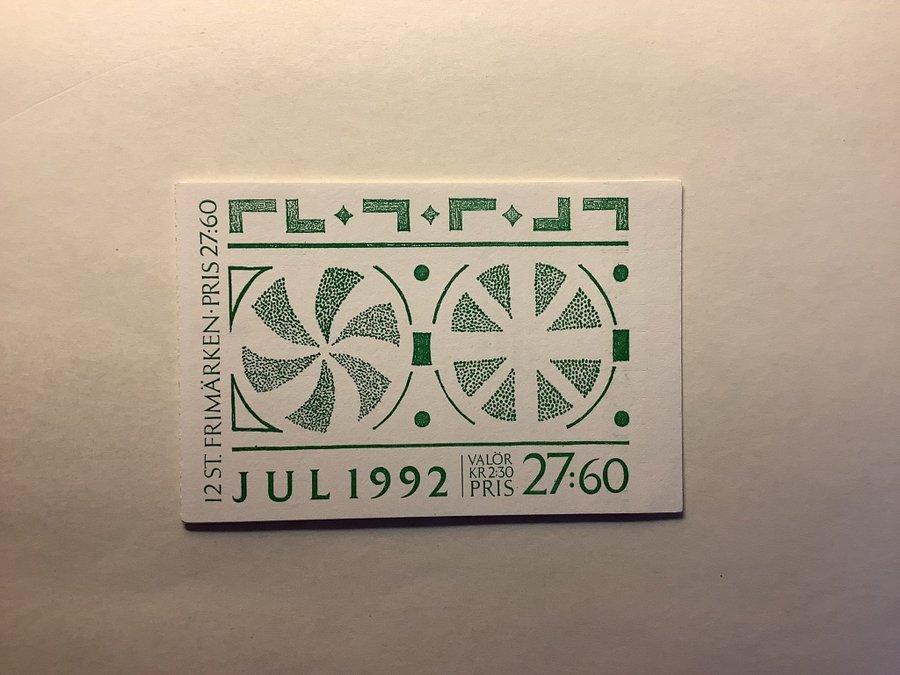 12 ST. FRIMÄRKEN · PRIS 27:60
JUL 1992
VALÖR
KR 2:30
PRIS 27:60